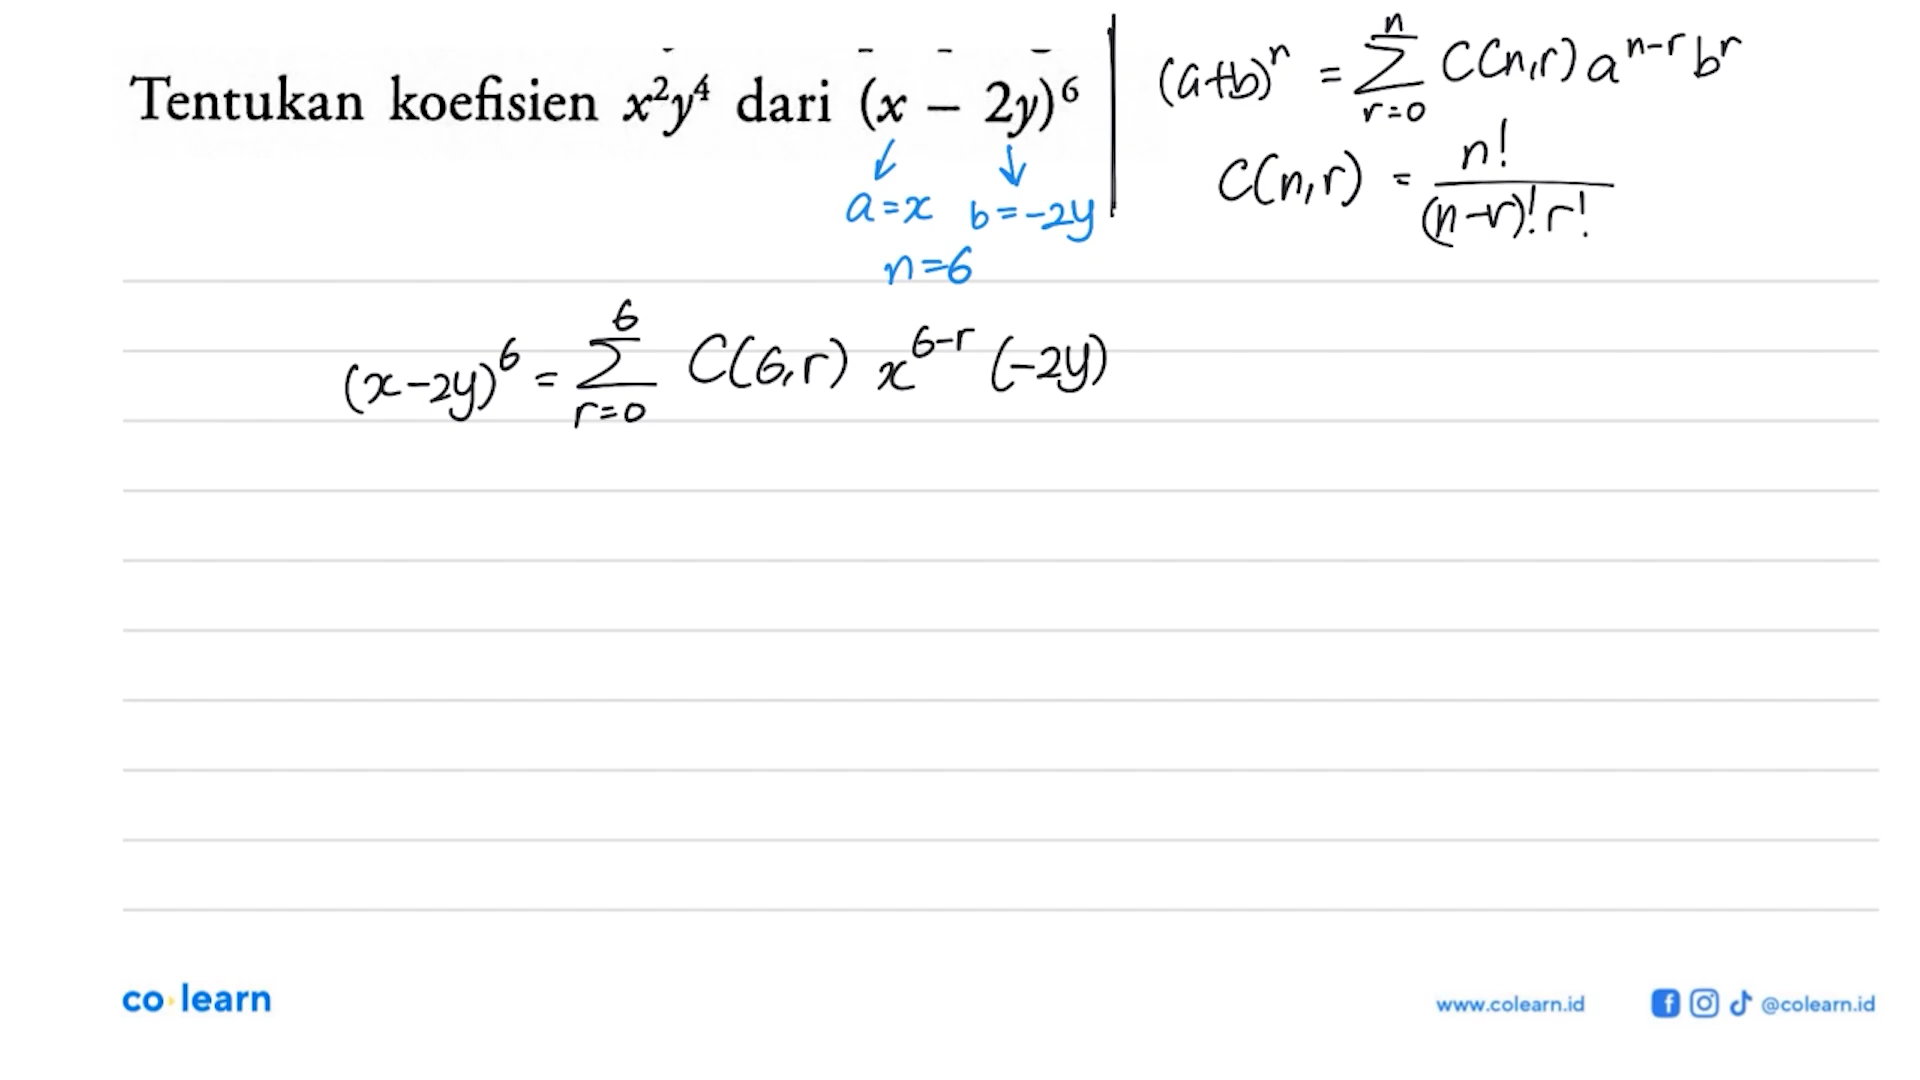 Tentukan koefisien x²y⁴ dari (x − 2y)⁶
a=x b=-2y
n=6
(a+b)ⁿ = Σ_{r=0}^{n} C(n,r) aⁿ⁻ʳ bʳ
C(n,r) = n! / (n-r)! r!
(x-2y)⁶ = Σ_{r=0}^{6} C(6,r) x⁶⁻ʳ (-2y)
co learn
www.colearn.id
@colearn.id